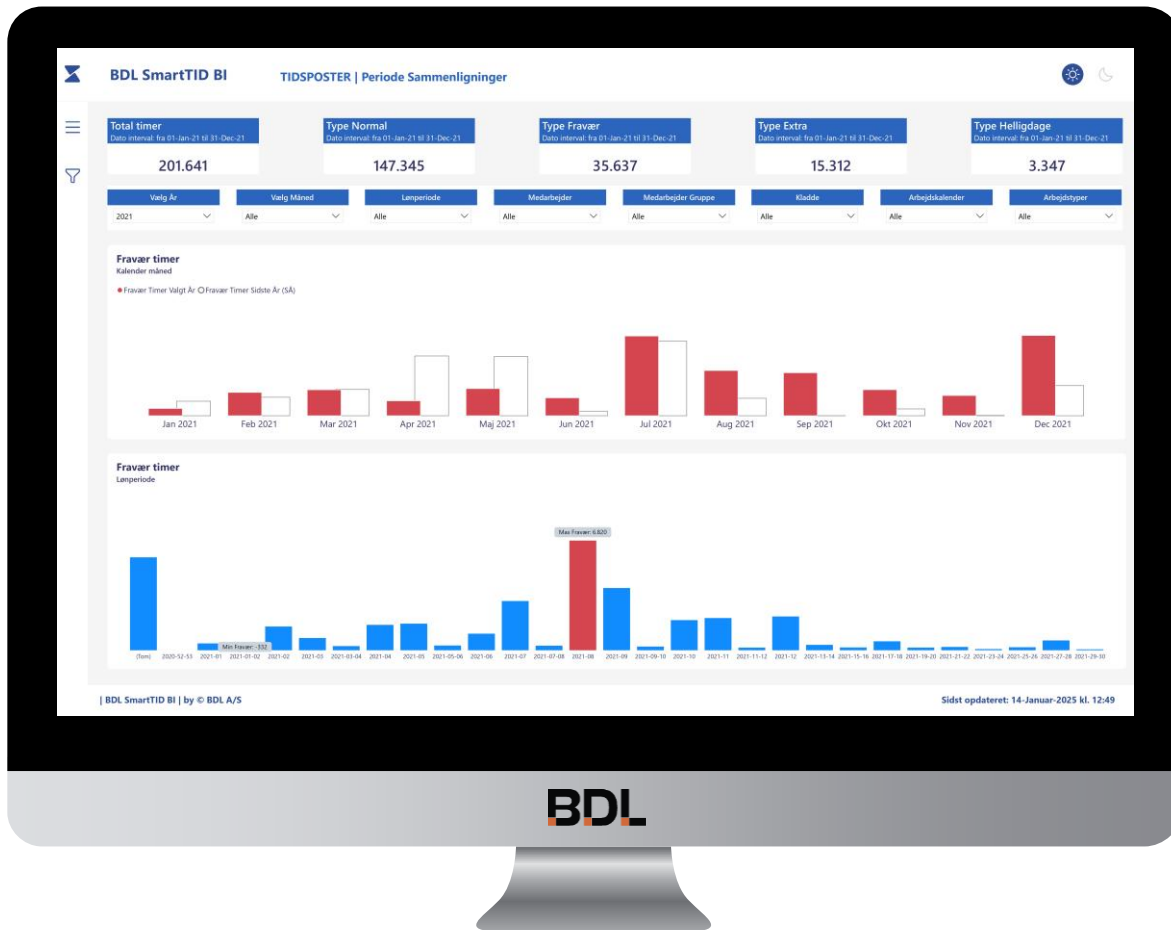 BDL SmartTID BI
TIDSPOSTER | Periode Sammenligninger
Total timer
Dato interval: fra 01-Jan-21 til 31-Dec-21
201.641
Type Normal
Dato interval: fra 01-Jan-21 til 31-Dec-21
147.345
Type Fravær
Dato interval: fra 01-Jan-21 til 31-Dec-21
35.637
Type Extra
Dato interval: fra 01-Jan-21 til 31-Dec-21
15.312
Type Helligdage
Dato interval: fra 01-Jan-21 til 31-Dec-21
3.347
Vælg År
2021
Vælg Måned
Alle
Lønperiode
Alle
Medarbejder
Alle
Medarbejder Gruppe
Alle
Kladde
Alle
Arbejdskalender
Alle
Arbejdstyper
Alle
Fravær timer
Kalender måned
Fravær Timer Valgt År Fravær Timer Sidste År (SÅ)
Jan 2021 Feb 2021 Mar 2021 Apr 2021 Maj 2021 Jun 2021 Jul 2021 Aug 2021 Sep 2021 Okt 2021 Nov 2021 Dec 2021
Fravær timer
Lønperiode
Max Fravær: 6.820
Min Fravær: -332
(Tom) 2020-52-53 2021-01 2021-01-02 2021-02 2021-03 2021-03-04 2021-04 2021-05 2021-05-06 2021-06 2021-07 2021-07-08 2021-08 2021-09 2021-09-10 2021-10 2021-11 2021-11-12 2021-12 2021-13-14 2021-15-16 2021-17-18 2021-19-20 2021-21-22 2021-23-24 2021-25-26 2021-27-28 2021-29-30
| BDL SmartTID BI | by © BDL A/S
Sidst opdateret: 14-Januar-2025 kl. 12:49
BDL